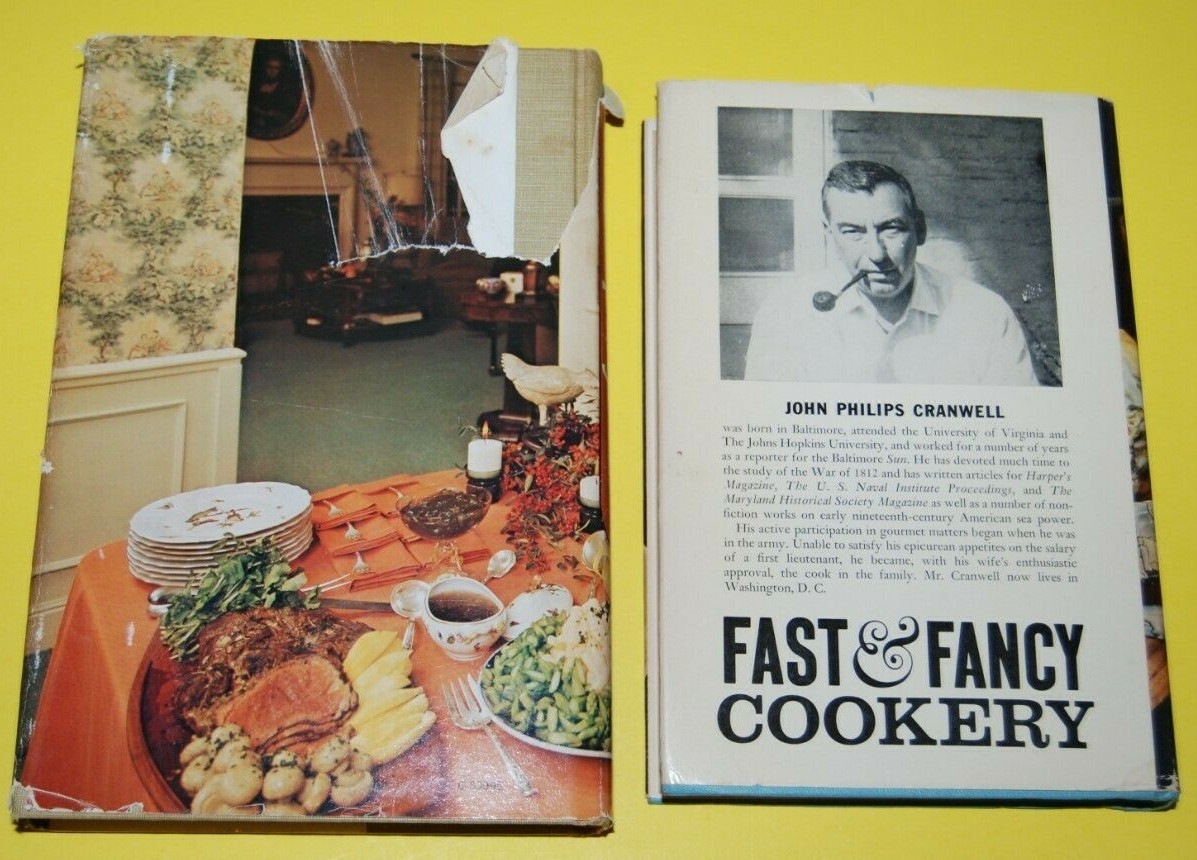 JOHN PHILIPS CRANWELL
was born in Baltimore, attended the University of Virginia and
The Johns Hopkins University, and worked for a number of years
as a reporter for the Baltimore Sun. He has devoted much time to
the study of the War of 1812 and has written articles for Harper's
Magazine, The U. S. Naval Institute Proceedings, and The
Maryland Historical Society Magazine as well as a number of non-
fiction works on early nineteenth-century American sea power.
His active participation in gourmet matters began when he was
in the army. Unable to satisfy his epicurean appetites on the salary
of a first lieutenant, he became, with his wife's enthusiastic
approval, the cook in the family. Mr. Cranwell now lives in
Washington, D. C.
FAST & FANCY
COOKERY